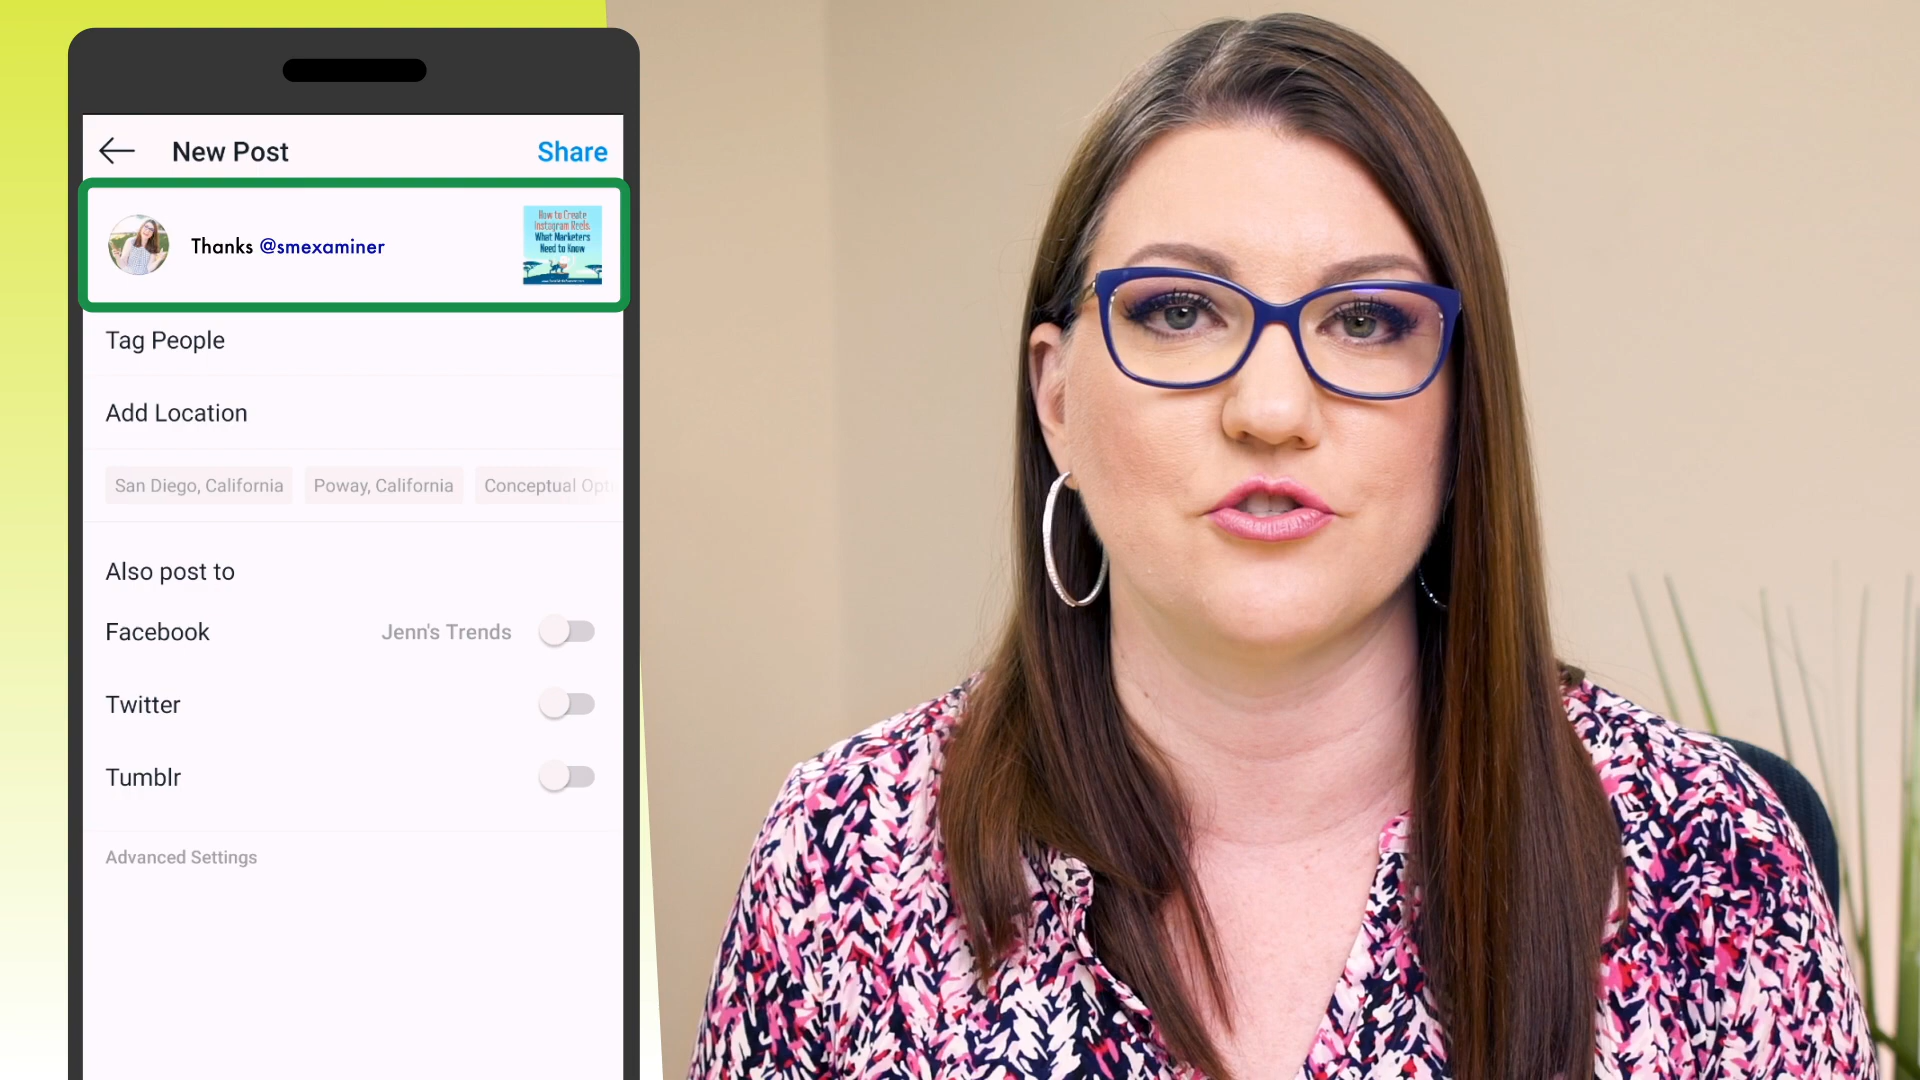 New Post
Share
Thanks @smexaminer
How to Create
Instagram Reels:
What Marketers
Need to Know
Tag People
Add Location
San Diego, California
Poway, California
Conceptual Opti
Also post to
Facebook
Jenn's Trends
Twitter
Tumblr
Advanced Settings